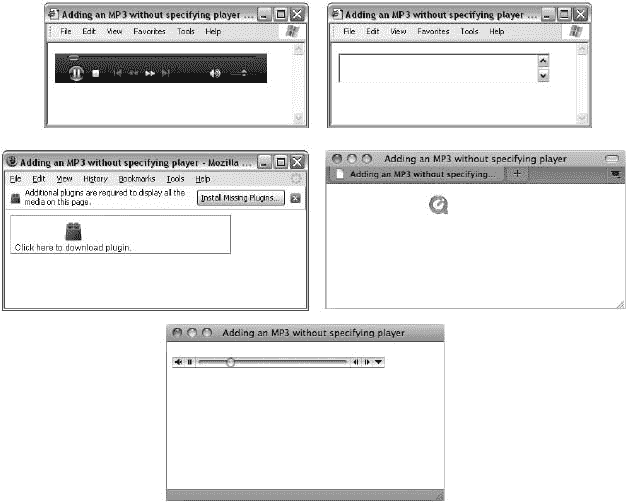 Adding an MP3 without specifying player ...
File Edit View Favorites Tools Help
Adding an MP3 without specifying player ...
File Edit View Favorites Tools Help
Adding an MP3 without specifying player - Mozilla ...
File Edit View History Bookmarks Tools Help
Additional plugins are required to display all the
media on this page.
Install Missing Plugins...
Click here to download plugin.
Adding an MP3 without specifying player
Adding an MP3 without specifying...
Adding an MP3 without specifying player